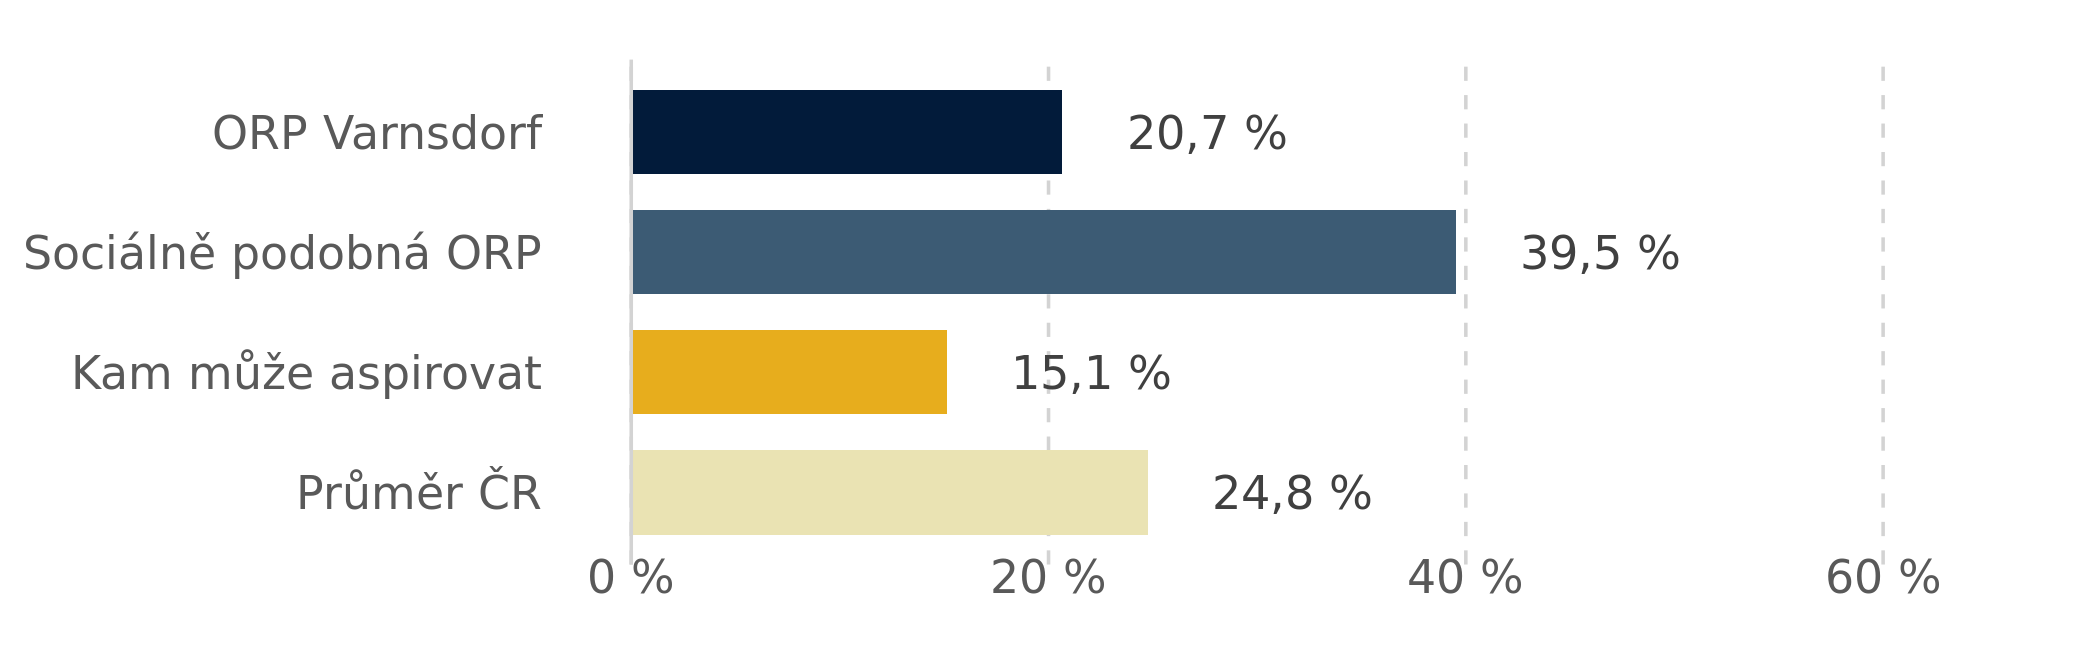 ORP Varnsdorf 20,7 %
Sociálně podobná ORP 39,5 %
Kam může aspirovat 15,1 %
Průměr ČR 24,8 %
0 % 20 % 40 % 60 %